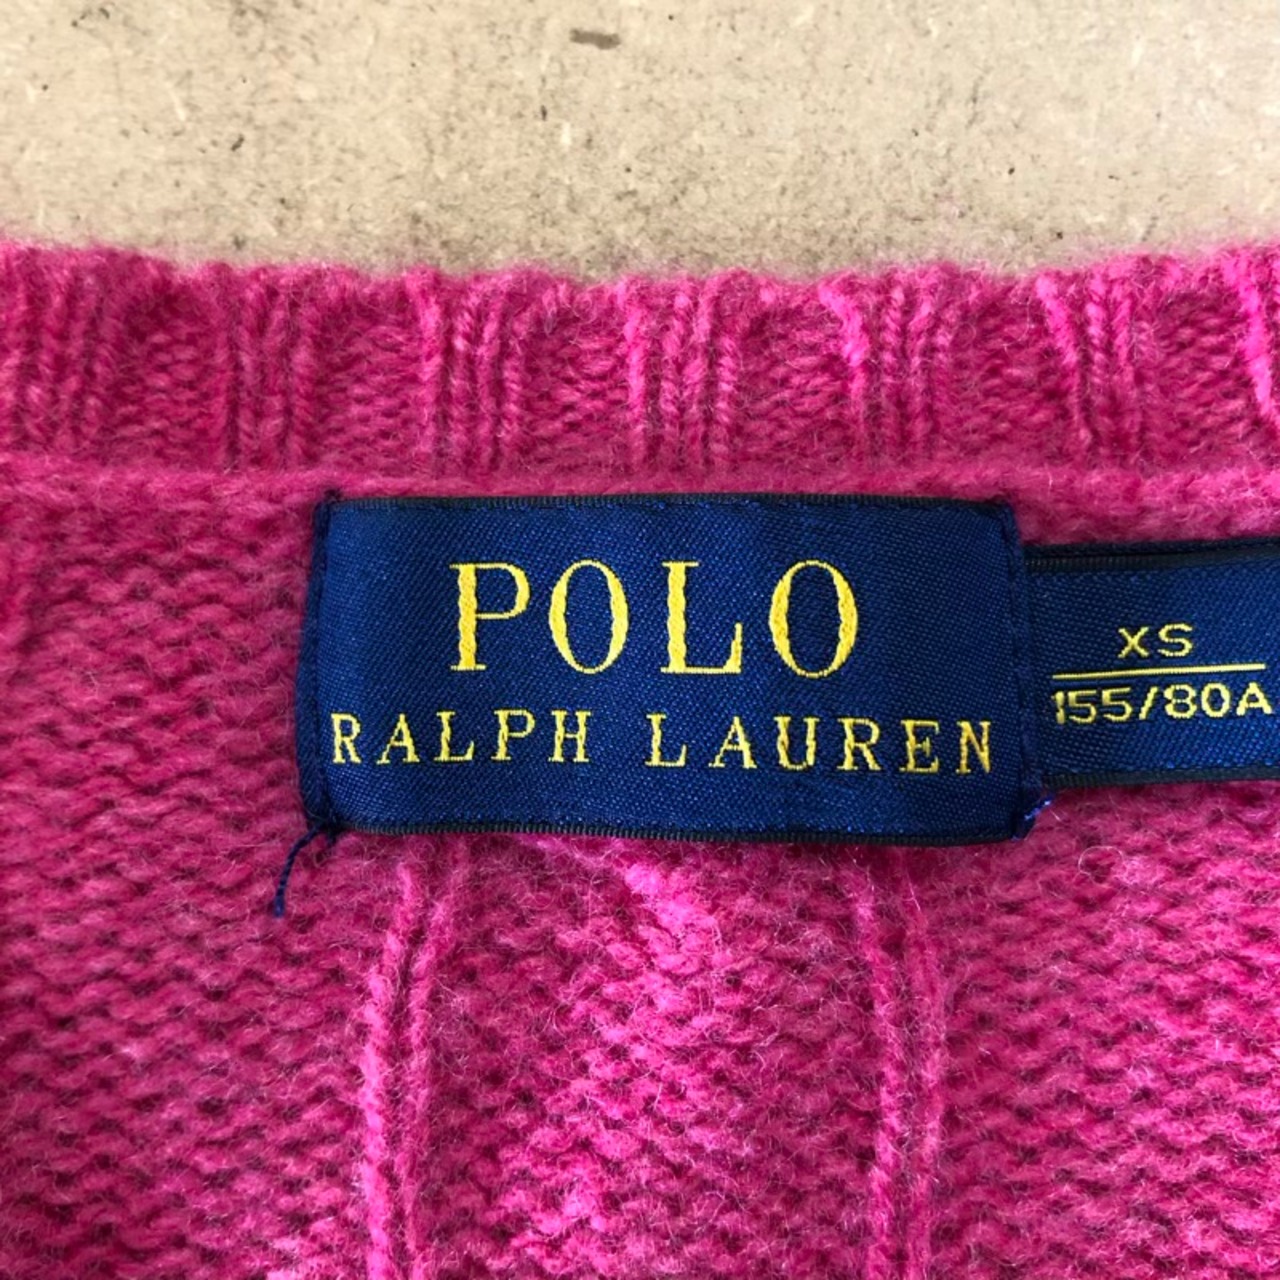 POLO
RALPH LAUREN
XS
155/80A